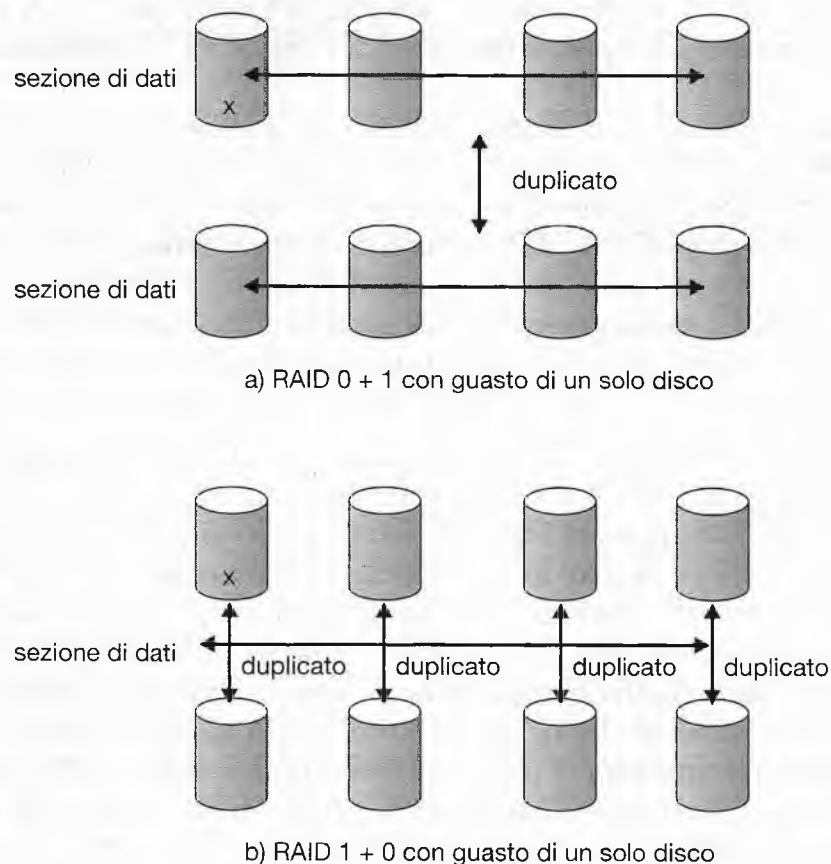 sezione di dati
x
duplicato
sezione di dati
a) RAID 0 + 1 con guasto di un solo disco
x
sezione di dati
duplicato
duplicato
duplicato
duplicato
b) RAID 1 + 0 con guasto di un solo disco